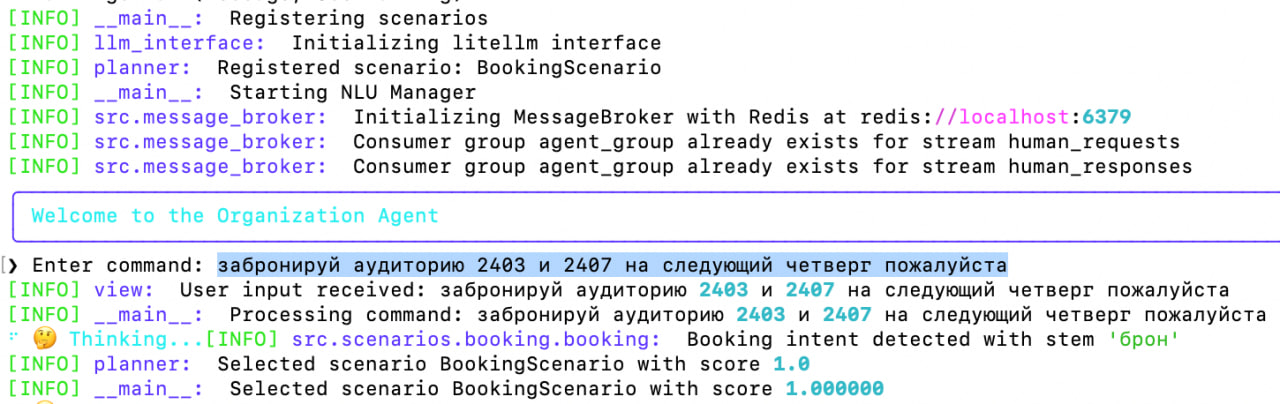 [INFO] __main__: Registering scenarios
[INFO] llm_interface: Initializing litellm interface
[INFO] planner: Registered scenario: BookingScenario
[INFO] __main__: Starting NLU Manager
[INFO] src.message_broker: Initializing MessageBroker with Redis at redis://localhost:6379
[INFO] src.message_broker: Consumer group agent_group already exists for stream human_requests
[INFO] src.message_broker: Consumer group agent_group already exists for stream human_responses
Welcome to the Organization Agent
❯ Enter command: забронируй аудиторию 2403 и 2407 на следующий четверг пожалуйста
[INFO] view: User input received: забронируй аудиторию 2403 и 2407 на следующий четверг пожалуйста
[INFO] __main__: Processing command: забронируй аудиторию 2403 и 2407 на следующий четверг пожалуйста
🤔 Thinking...[INFO] src.scenarios.booking.booking: Booking intent detected with stem 'брон'
[INFO] planner: Selected scenario BookingScenario with score 1.0
[INFO] __main__: Selected scenario BookingScenario with score 1.000000